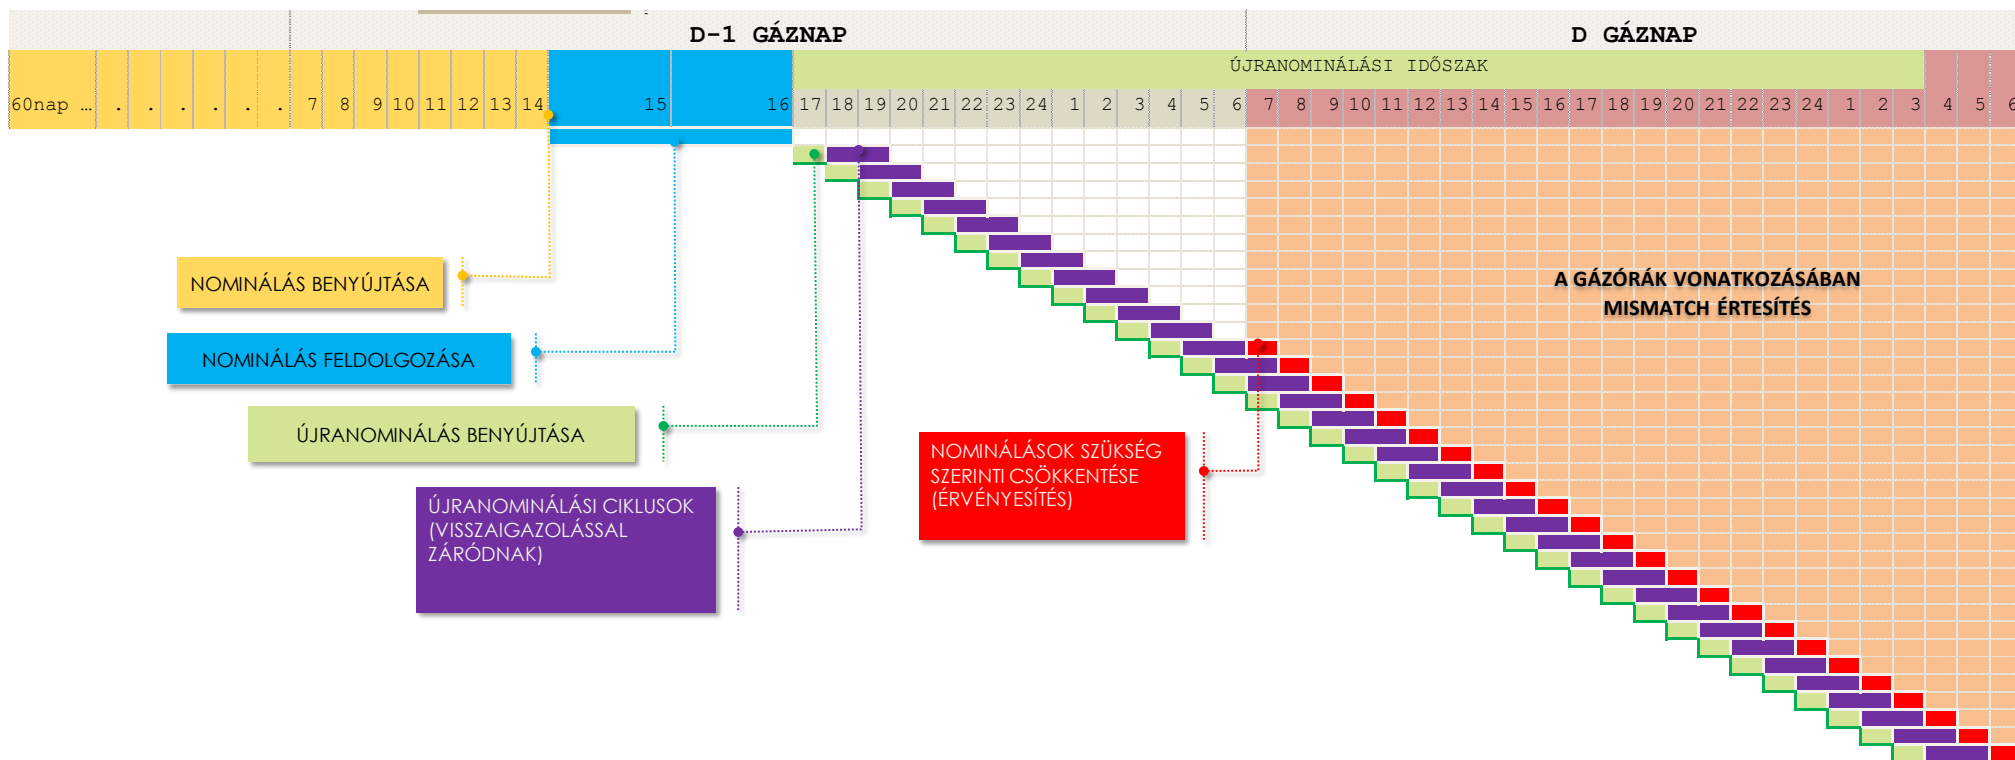 D-1 GÁZNAP
D GÁZNAP
ÚJRANOMINÁLÁSI IDŐSZAK
60nap … . . . . . . 7 8 9 10 11 12 13 14 15 16 17 18 19 20 21 22 23 24 1 2 3 4 5 6 7 8 9 10 11 12 13 14 15 16 17 18 19 20 21 22 23 24 1 2 3 4 5 6
NOMINÁLÁS BENYÚJTÁSA
A GÁZÓRÁK VONATKOZÁSÁBAN
MISMATCH ÉRTESÍTÉS
NOMINÁLÁS FELDOLGOZÁSA
ÚJRANOMINÁLÁS BENYÚJTÁSA
NOMINÁLÁSOK SZÜKSÉG
SZERINTI CSÖKKENTÉSE
(ÉRVÉNYESÍTÉS)
ÚJRANOMINÁLÁSI CIKLUSOK
(VISSZAIGAZOLÁSSAL
ZÁRÓDNAK)